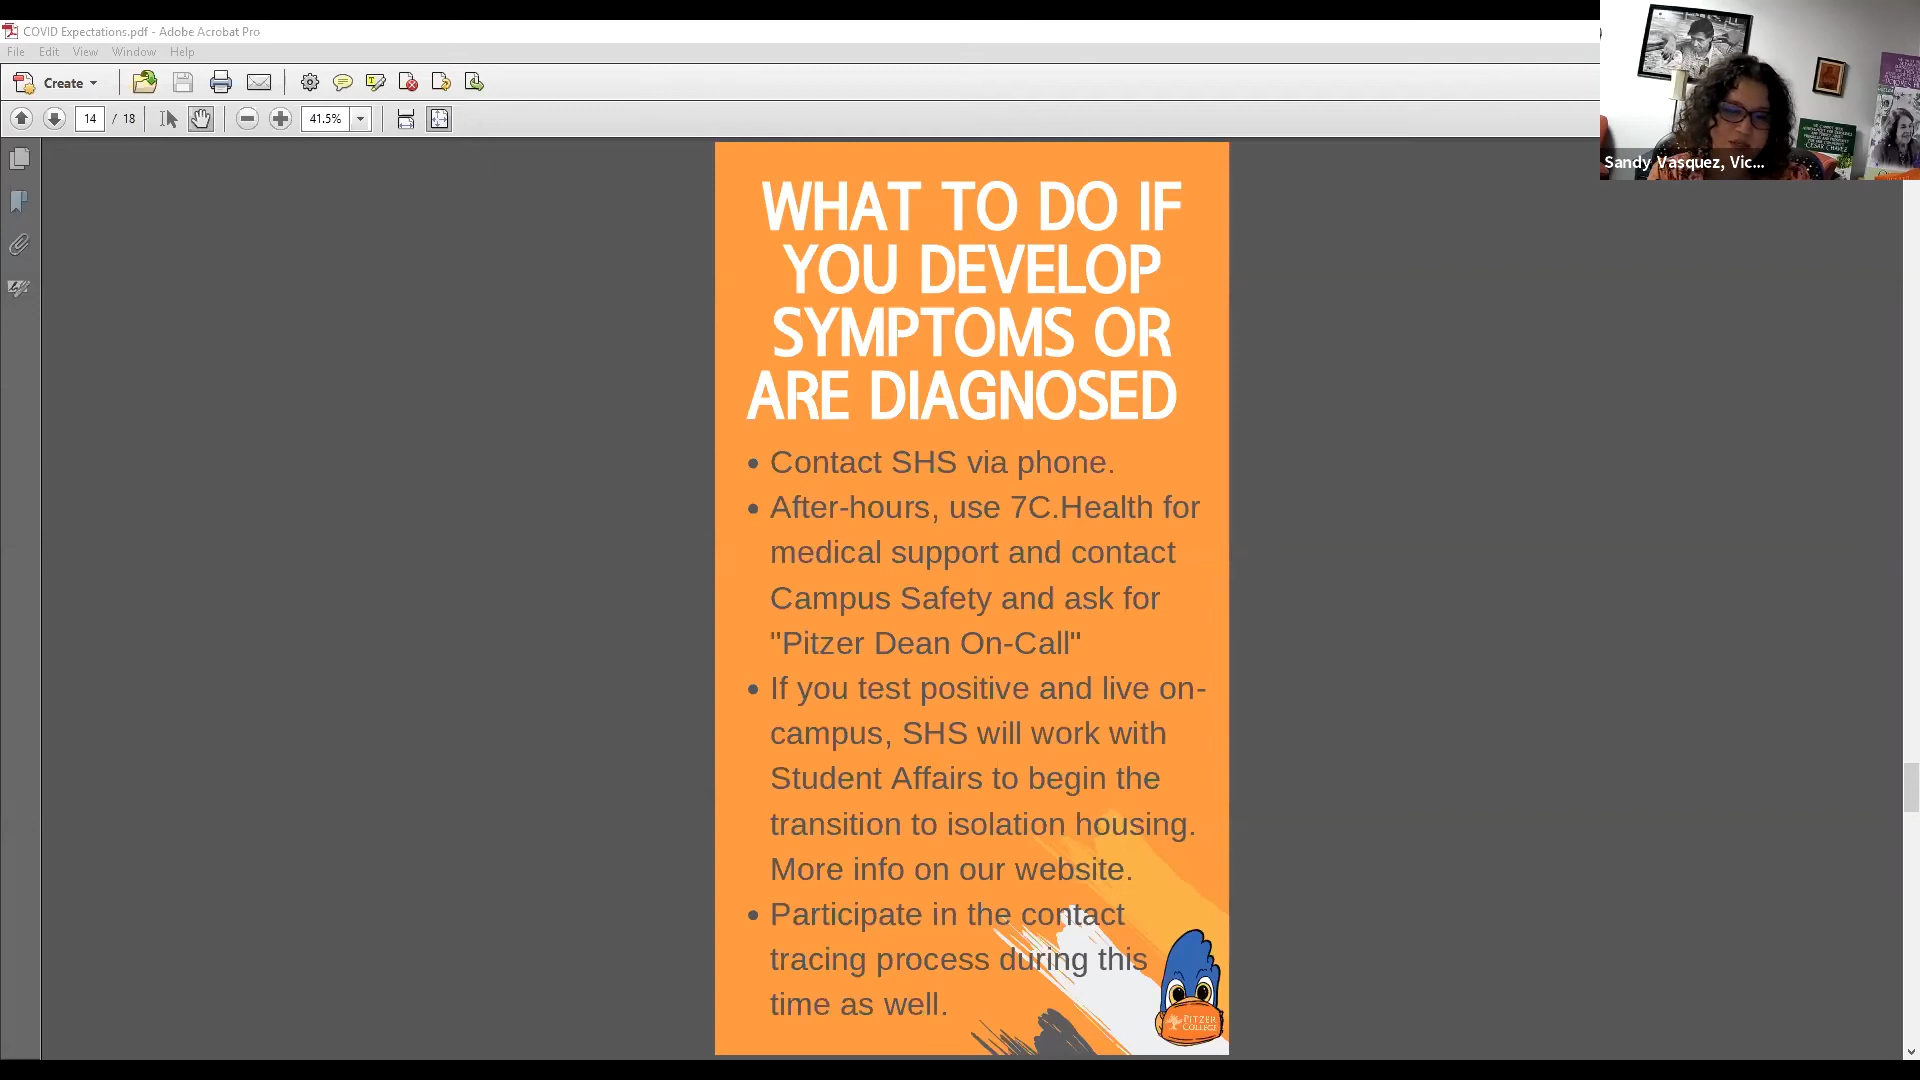 COVID Expectations.pdf - Adobe Acrobat Pro
File Edit View Window Help
Create
14 / 18 41.5%
WHAT TO DO IF
YOU DEVELOP
SYMPTOMS OR
ARE DIAGNOSED
• Contact SHS via phone.
• After-hours, use 7C.Health for
medical support and contact
Campus Safety and ask for
"Pitzer Dean On-Call"
• If you test positive and live on-
campus, SHS will work with
Student Affairs to begin the
transition to isolation housing.
More info on our website.
• Participate in the contact
tracing process during this
time as well.
PITZER
COLLEGE
CESAR CHAVEZ
Sandy Vasquez, Vic...